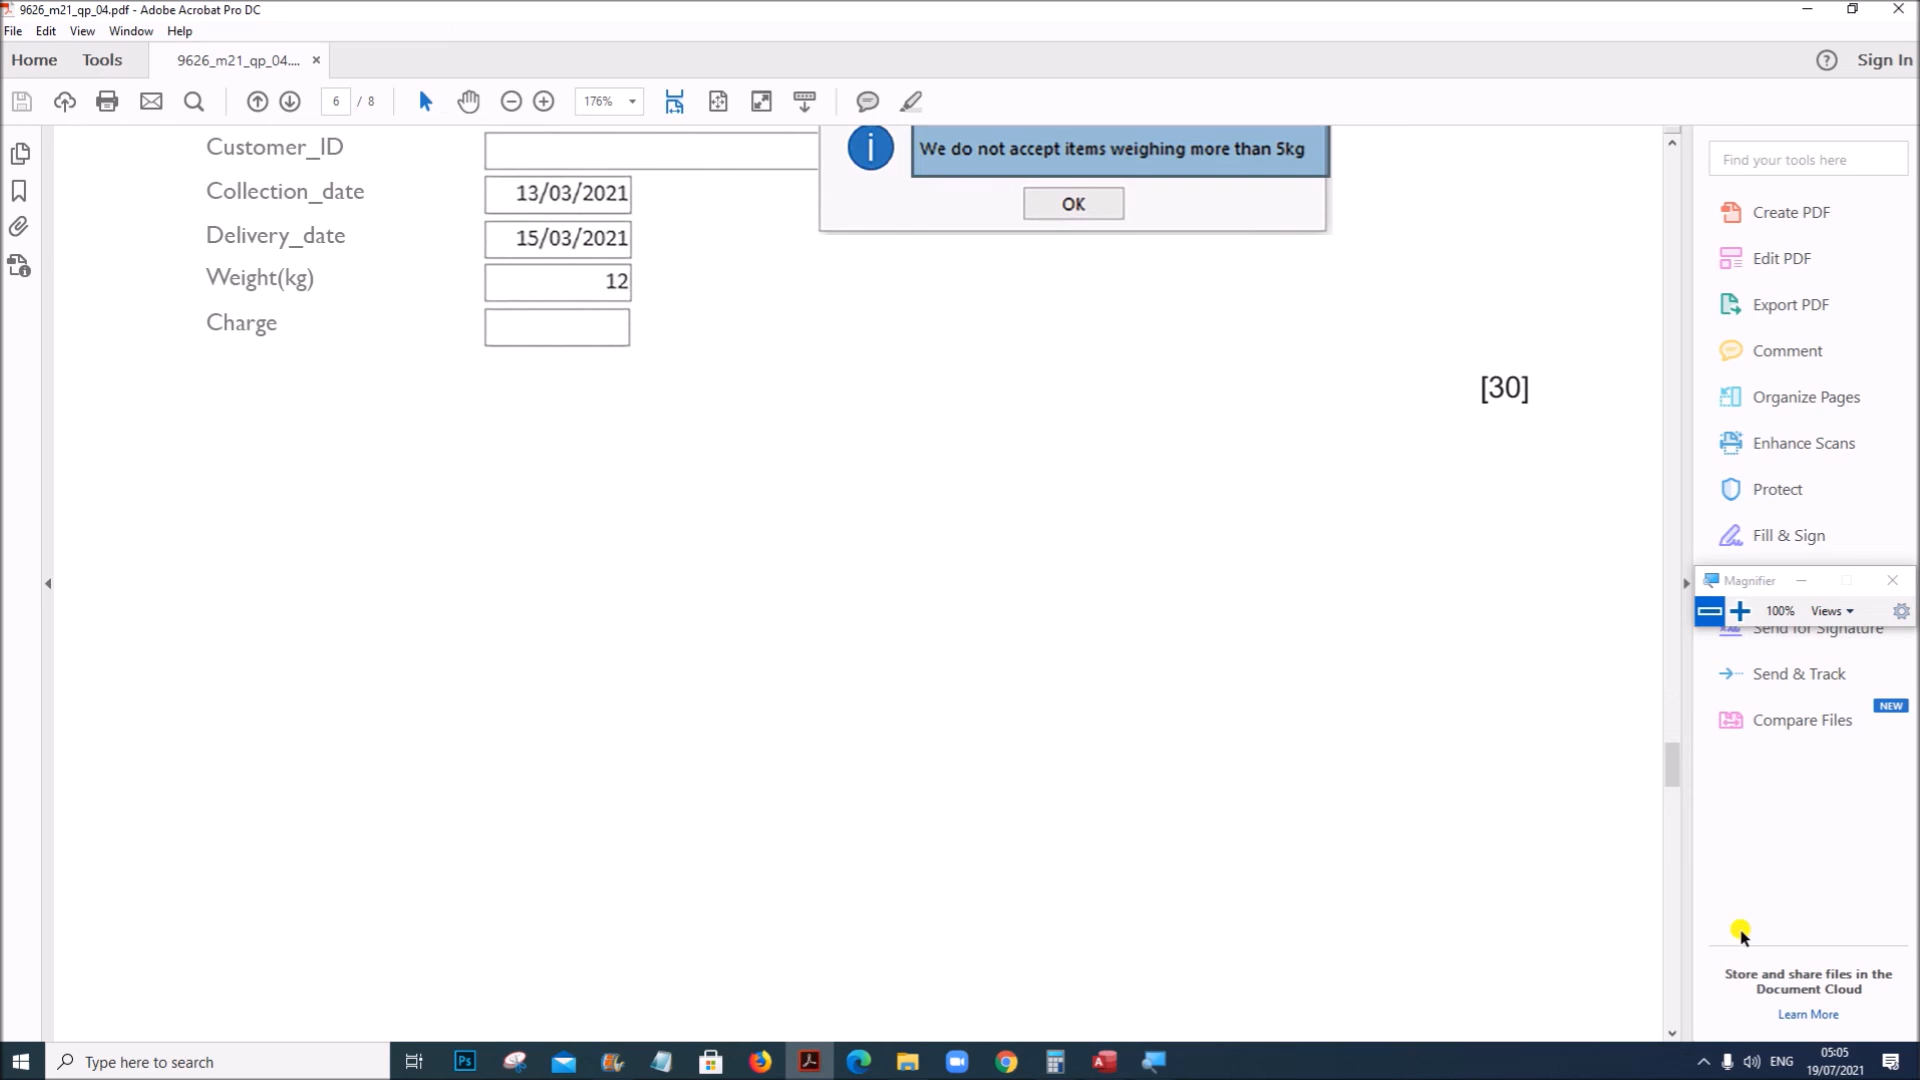 9626_m21_qp_04.pdf - Adobe Acrobat Pro DC
File Edit View Window Help
Home Tools 9626_m21_qp_04.... × Sign In
6 / 8 176%
Find your tools here
Customer_ID
We do not accept items weighing more than 5kg
OK
Collection_date 13/03/2021
Delivery_date 15/03/2021
Weight(kg) 12
Charge
[30]
Create PDF
Edit PDF
Export PDF
Comment
Organize Pages
Enhance Scans
Protect
Fill & Sign
Magnifier
100% Views
Send for Signature
Send & Track
NEW
Compare Files
Store and share files in the
Document Cloud
Learn More
Type here to search
Ps
ENG
05:05
19/07/2021